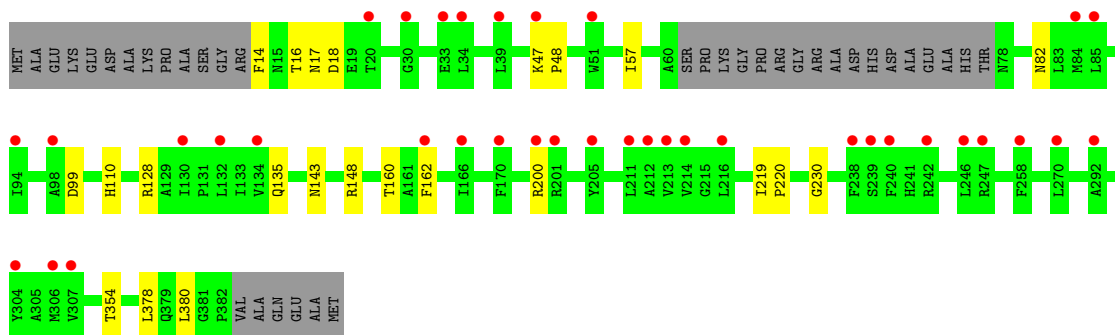 MET ALA GLU LYS GLU ASP ALA LYS PRO ALA SER GLY ARG F14 N15 T16 N17 D18 E19 T20 G30 E33 L34 L39 K47 P48 W51 I57 A60 SER PRO LYS GLY PRO ARG GLY ARG ALA ASP HIS ASP ALA GLU ALA HIS THR N78 N82 L83 M84 L85
I94 A98 D99 H110 R128 A129 I130 P131 L132 I133 V134 Q135 N143 R148 T160 A161 F162 I166 F170 R200 R201 Y205 L211 A212 V213 V214 G215 L216 I219 P220 G230 F238 S239 F240 H241 R242 L246 R247 F258 L270 A292
Y304 A305 M306 V307 T354 L378 Q379 L380 G381 P382 VAL ALA GLN GLU ALA MET